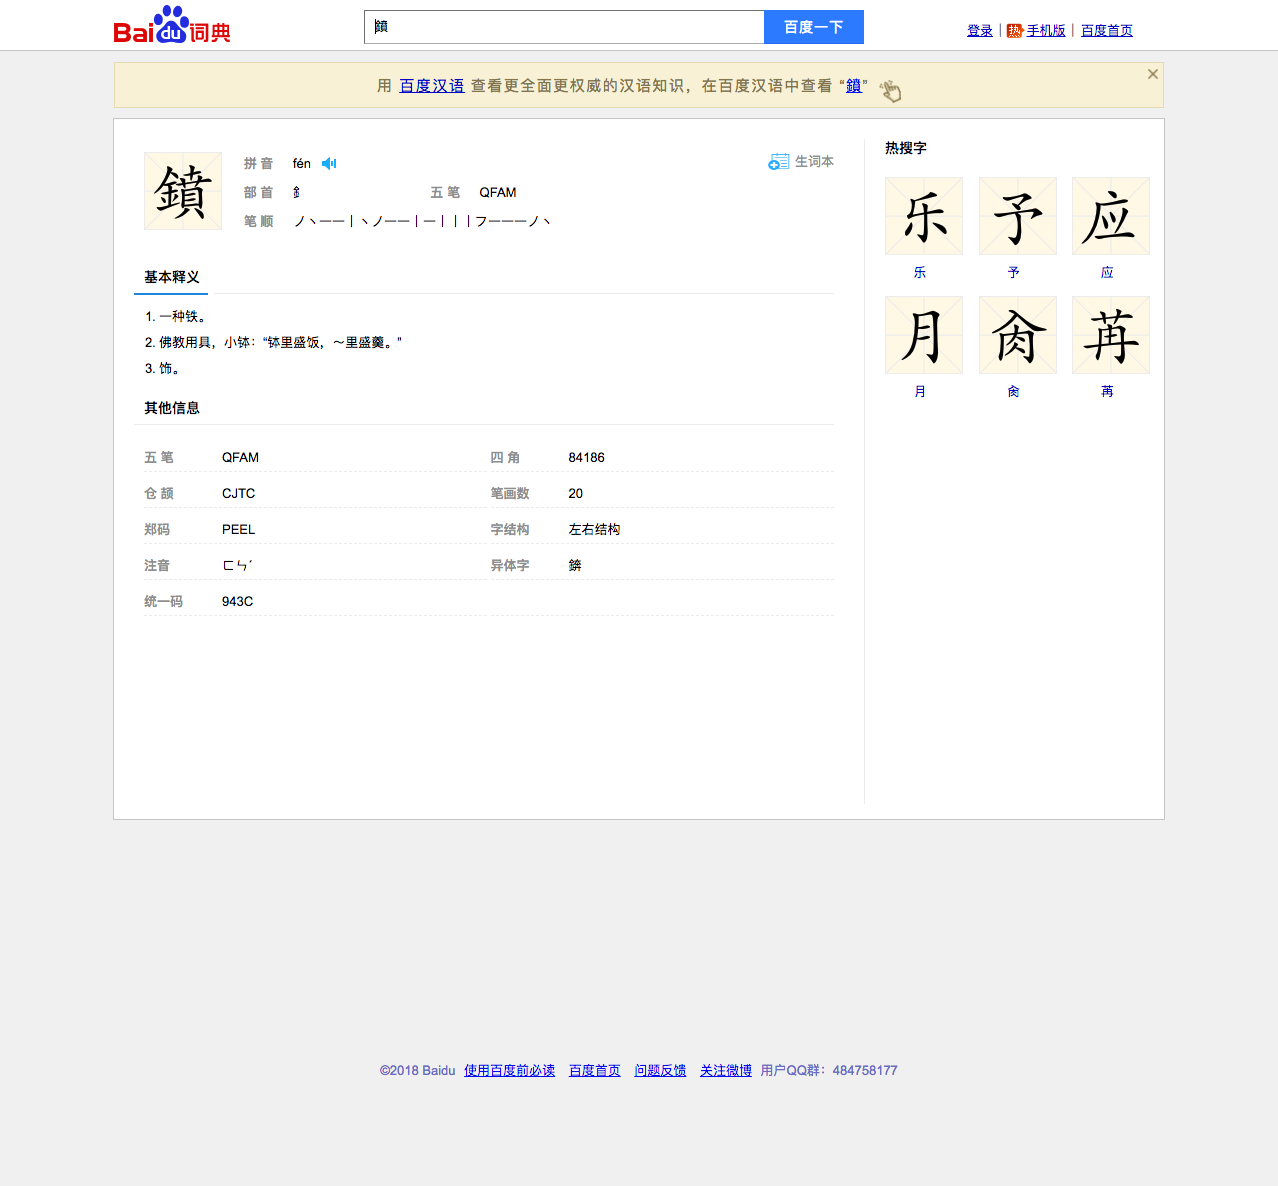 Bai du 词典
鐼
百度一下
登录 | 热 手机版 | 百度首页
用 百度汉语 查看更全面更权威的汉语知识，在百度汉语中查看 “鐼”
鐼
拼 音 fén
生词本
部 首 釒 五 笔 QFAM
笔 顺 ノ丶一一丨丶ノ一一丨一丨丨丨フ一一一ノ丶
基本释义
1. 一种铁。
2. 佛教用具，小钵：“钵里盛饭，～里盛羹。”
3. 饰。
其他信息
五 笔 QFAM 四 角 84186
仓 颉 CJTC 笔画数 20
郑码 PEEL 字结构 左右结构
注音 ㄈㄣˊ 异体字
统一码 943C
热搜字
乐 予 应
乐 予 应
月 肏 苒
月 肏 苒
©2018 Baidu 使用百度前必读 百度首页 问题反馈 关注微博 用户QQ群：484758177